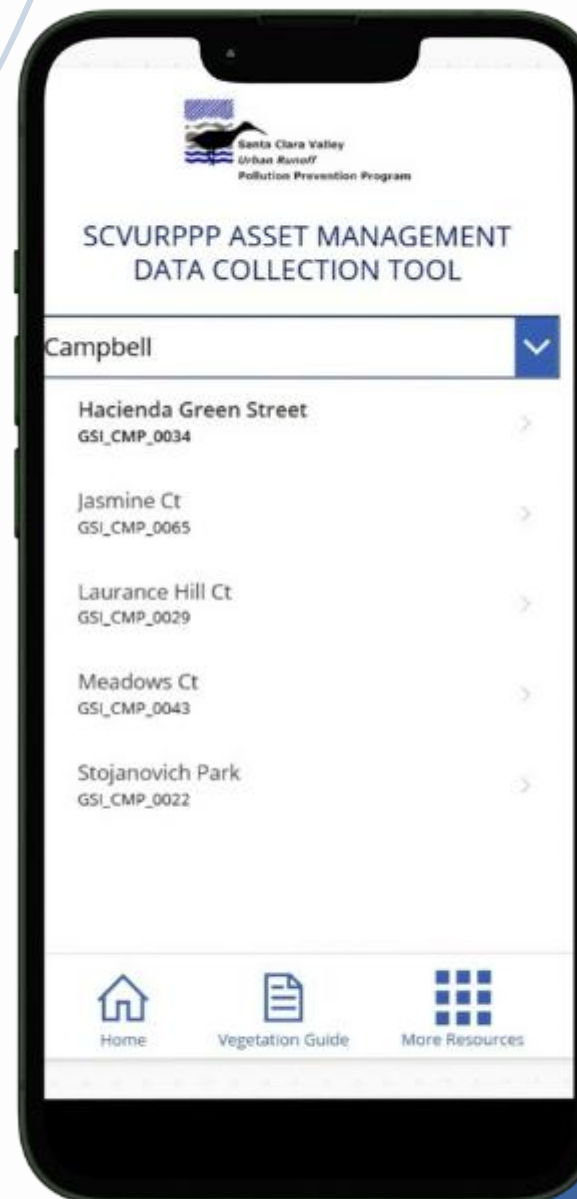 Santa Clara Valley
Urban Runoff
Pollution Prevention Program
SCVURPPP ASSET MANAGEMENT
DATA COLLECTION TOOL
Campbell
Hacienda Green Street
GSI_CMP_0034
Jasmine Ct
GSI_CMP_0065
Laurance Hill Ct
GSI_CMP_0029
Meadows Ct
GSI_CMP_0043
Stojanovich Park
GSI_CMP_0022
Home
Vegetation Guide
More Resources